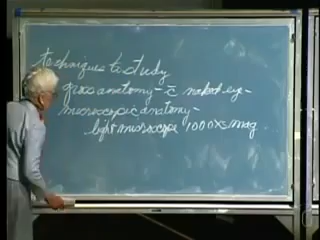 techniques to study
gross anatomy - c̄ naked eye -
microscopic anatomy -
light microscope 1000x mag